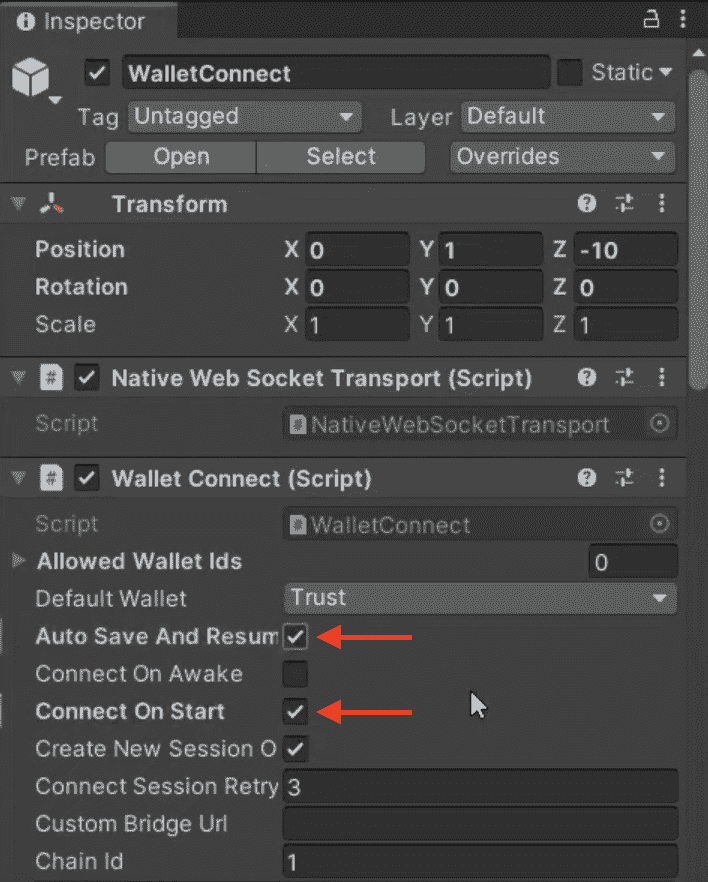 Inspector
WalletConnect Static
Tag Untagged Layer Default
Prefab Open Select Overrides
Transform
Position X 0 Y 1 Z -10
Rotation X 0 Y 0 Z 0
Scale X 1 Y 1 Z 1
# Native Web Socket Transport (Script)
Script # NativeWebSocketTransport
# Wallet Connect (Script)
Script # WalletConnect
Allowed Wallet Ids 0
Default Wallet Trust
Auto Save And Resum
Connect On Awake
Connect On Start
Create New Session O
Connect Session Retry 3
Custom Bridge Url
Chain Id 1